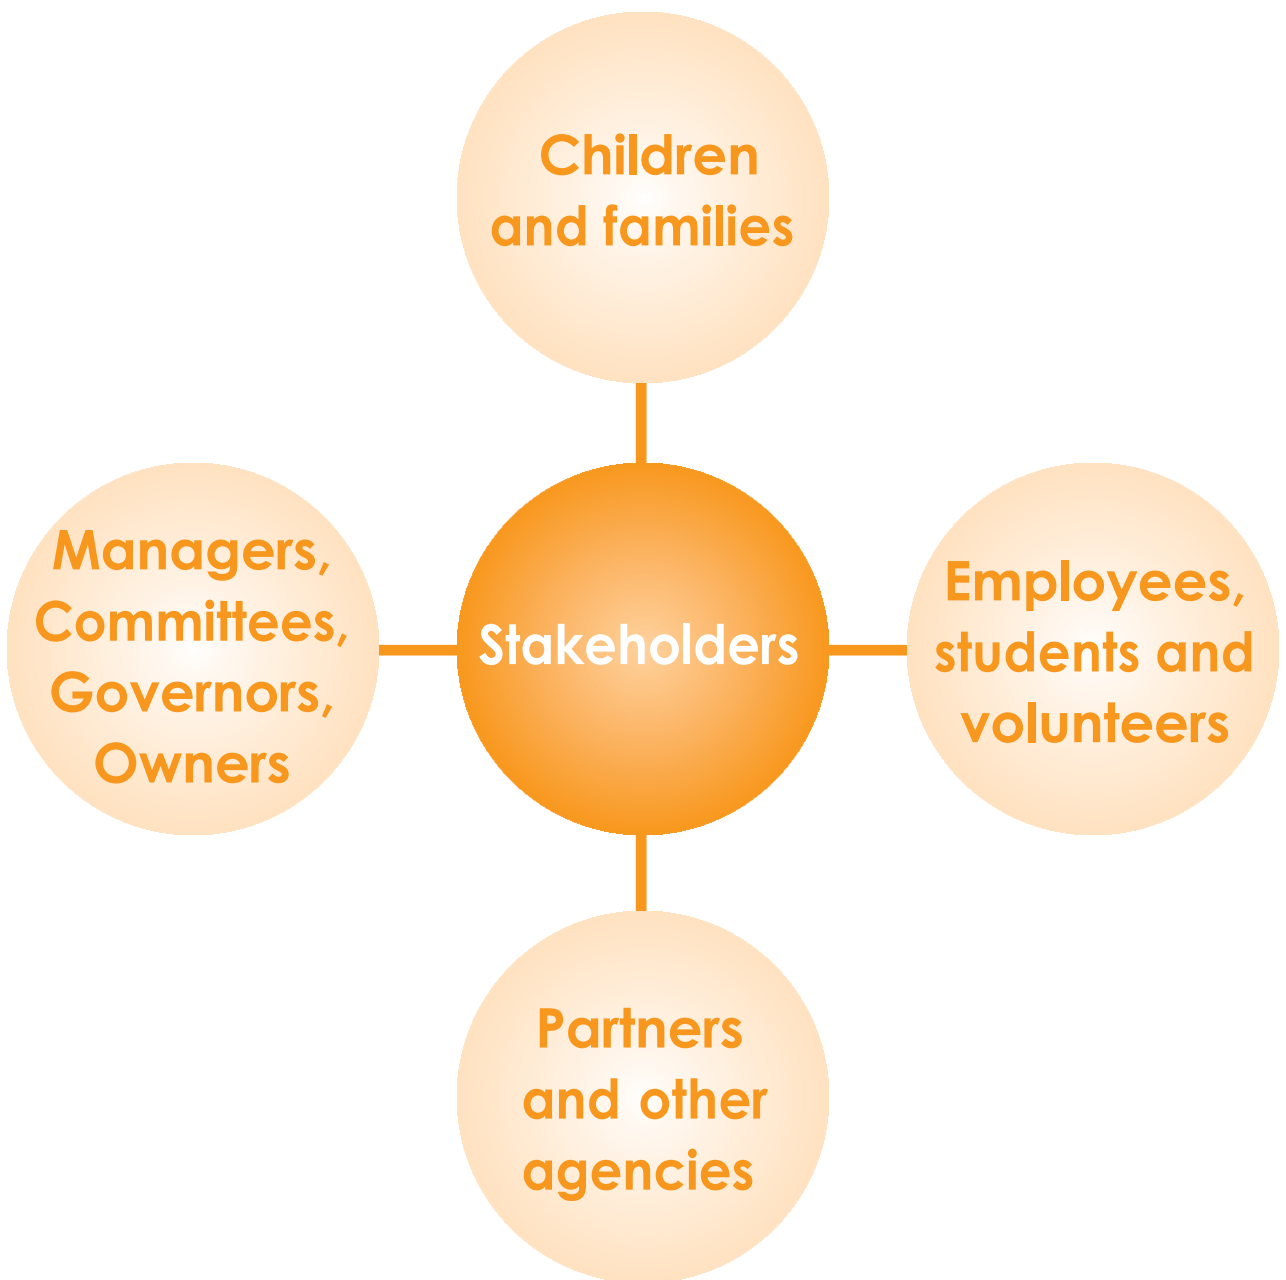 Children
and families
Managers,
Committees,
Governors,
Owners
Stakeholders
Employees,
students and
volunteers
Partners
and other
agencies